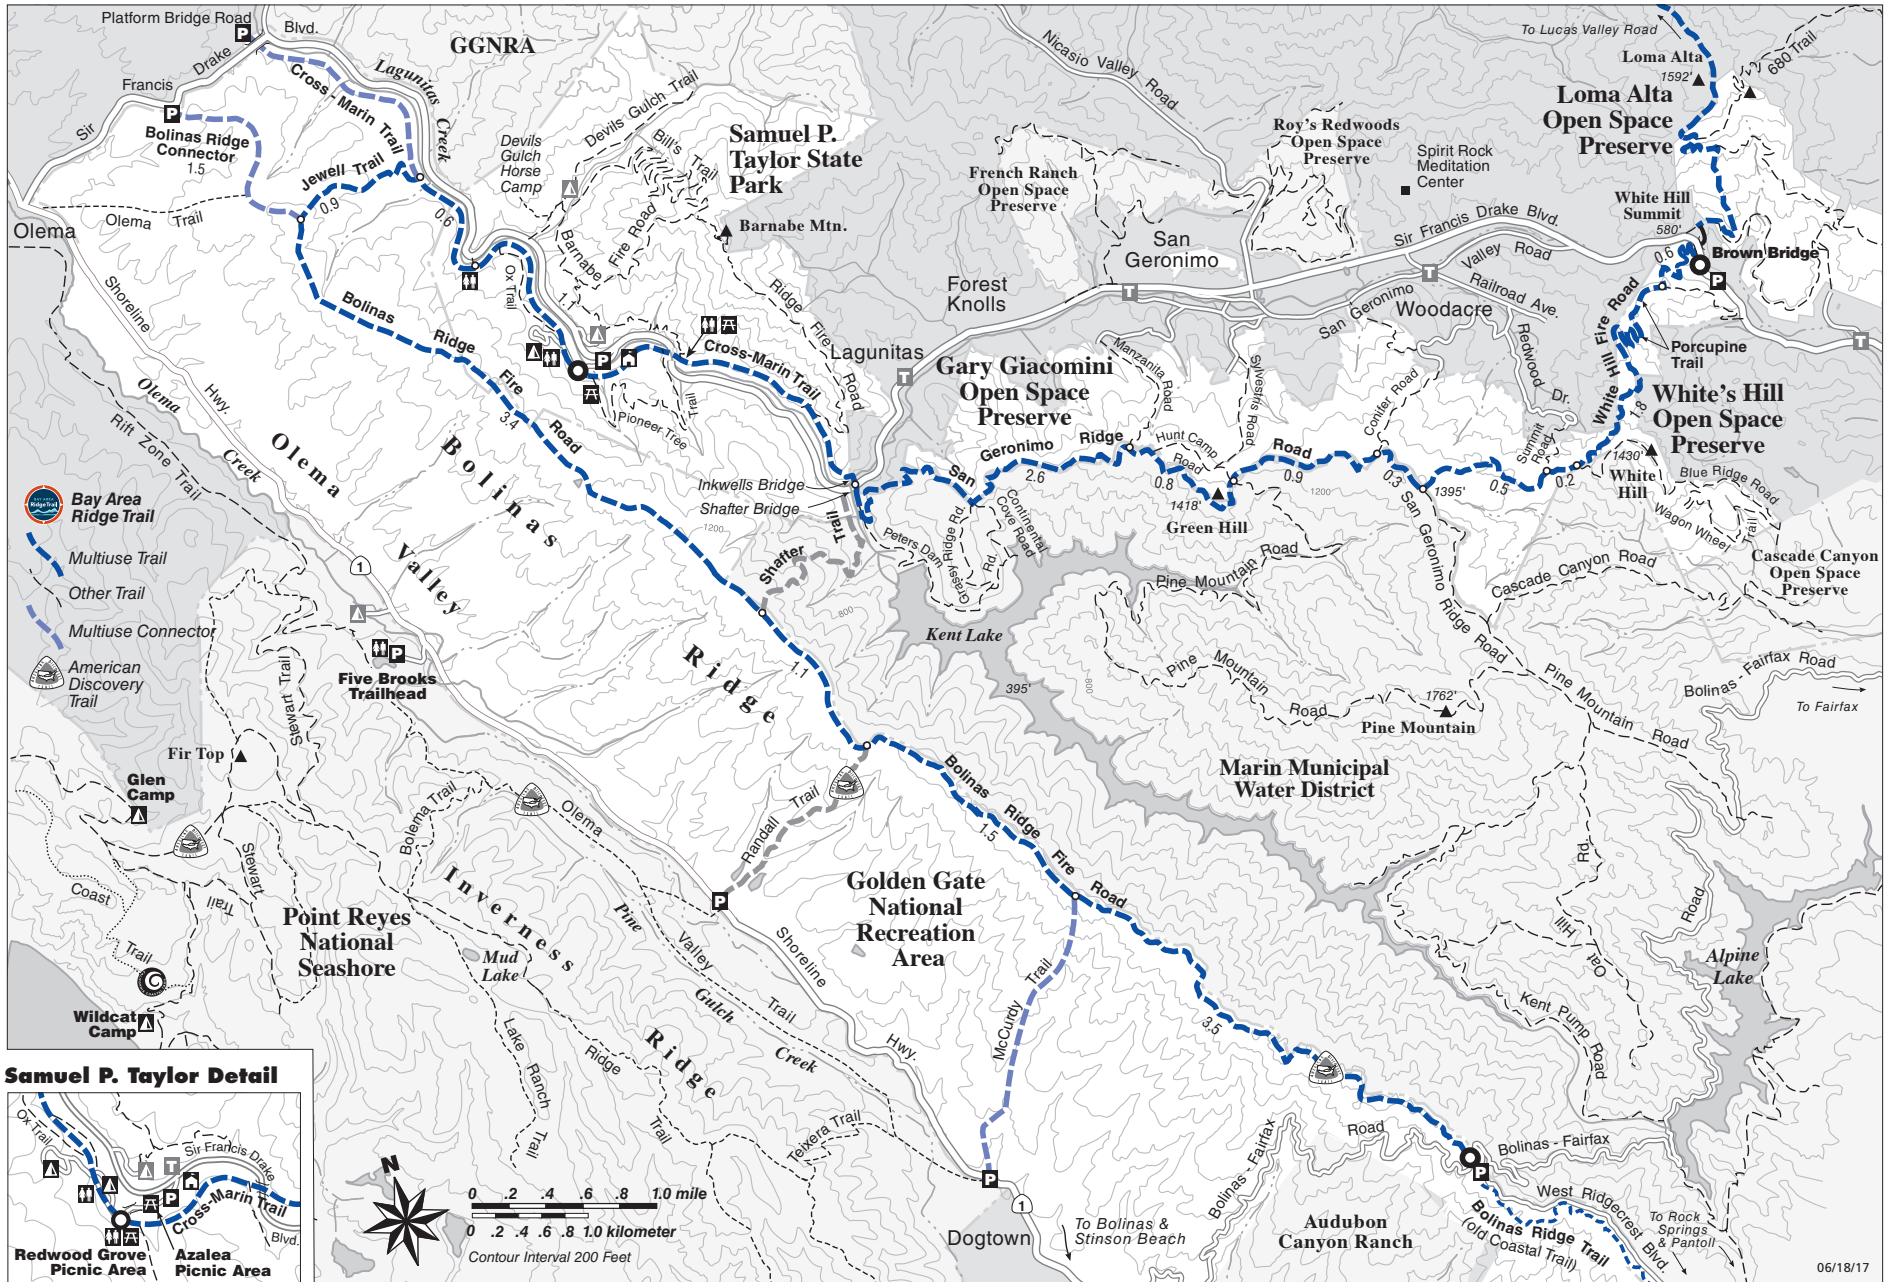 Platform Bridge Road
Blvd.
Drake
Francis
Sir
GGNRA
Lagunitas
Creek
Cross - Marin Trail
Bolinas Ridge
Connector
1.5
Jewell Trail
0.9
0.6
Olema Trail
Olema
Devils
Gulch
Horse
Camp
Devils Gulch Trail
Bill's Trail
Samuel P.
Taylor State
Park
Barnabe Mtn.
Barnabe
Fire Road
Ox Trail
1.1
Ridge Fire
Road
Cross-Marin Trail
Pioneer Tree
Trail
Nicasio Valley Road
French Ranch
Open Space
Preserve
Roy's Redwoods
Open Space
Preserve
Spirit Rock
Meditation
Center
To Lucas Valley Road
Loma Alta
1592'
Loma Alta
Open Space
Preserve
680 Trail
White Hill
Summit
580'
0.6
Brown Bridge
Sir Francis Drake Blvd.
San
Geronimo
Forest
Knolls
Lagunitas
Valley Road
San Geronimo
Railroad Ave.
Woodacre
Redwood
Dr.
White Hill Fire Road
1.8
Porcupine
Trail
White's Hill
Open Space
Preserve
Gary Giacomini
Open Space
Preserve
Manzanita Road
Sylvestris Road
Conifer Road
Summit
Road
San
Geronimo
Ridge
Road
2.6
Hunt Camp
Road
0.8
0.9
0.3
0.5
0.2
1418'
Green Hill
1200
1395'
1430'
White
Hill
Blue Ridge Road
Wagon Wheel
Trail
Cascade Canyon
Open Space
Preserve
Cascade Canyon Road
San Geronimo Ridge Road
Shoreline
Hwy.
Bolinas
Ridge
Fire
Road
3.4
Olema
Creek
Rift Zone Trail
Olema
Valley
Bolinas
Ridge
Inkwells Bridge
Shafter Bridge
1200
Shafter
Trail
Peters Dam
Grassy Ridge Rd.
Rd.
Continental
Cove Road
800
Kent Lake
395'
800
Pine Mountain
Road
Pine Mountain
Road
1762'
Pine Mountain
Pine Mountain
Road
Bolinas-Fairfax Road
To Fairfax
Bay Area
Ridge Trail
BAY AREA
Ridge Trail
Multiuse Trail
Other Trail
Multiuse Connector
American
Discovery
Trail
1
Five Brooks
Trailhead
Stewart Trail
Fir Top
Glen
Camp
1.1
Marin Municipal
Water District
Bolinas
Ridge
Fire
Road
1.5
Bolema Trail
Olema
Randall
Trail
Stewart
Trail
Coast
Trail
Point Reyes
National
Seashore
Inverness
Ridge
Mud
Lake
Pine
Gulch
Creek
Valley
Trail
Shoreline
Hwy.
Golden Gate
National
Recreation
Area
McCurdy
Trail
3.5
Rd.
Hill
Oat
Road
Alpine
Lake
Kent Pump
Road
Wildcat
Camp
Lake
Ranch
Trail
Ridge
Trail
Teixera Trail
Samuel P. Taylor Detail
Ox Trail
Sir Francis Drake
Blvd.
Cross-Marin Trail
Redwood Grove
Picnic Area
Azalea
Picnic Area
N
0 .2 .4 .6 .8 1.0 mile
0 .2 .4 .6 .8 1.0 kilometer
Contour Interval 200 Feet
Dogtown
1
To Bolinas &
Stinson Beach
Bolinas - Fairfax
Road
Bolinas - Fairfax
Audubon
Canyon Ranch
West Ridgecrest Blvd.
Bolinas Ridge Trail
(old Coastal Trail)
To Rock
Springs
& Pantoll
06/18/17
P
P
P
P
P
P
P
P
P
T
T
T
T
T